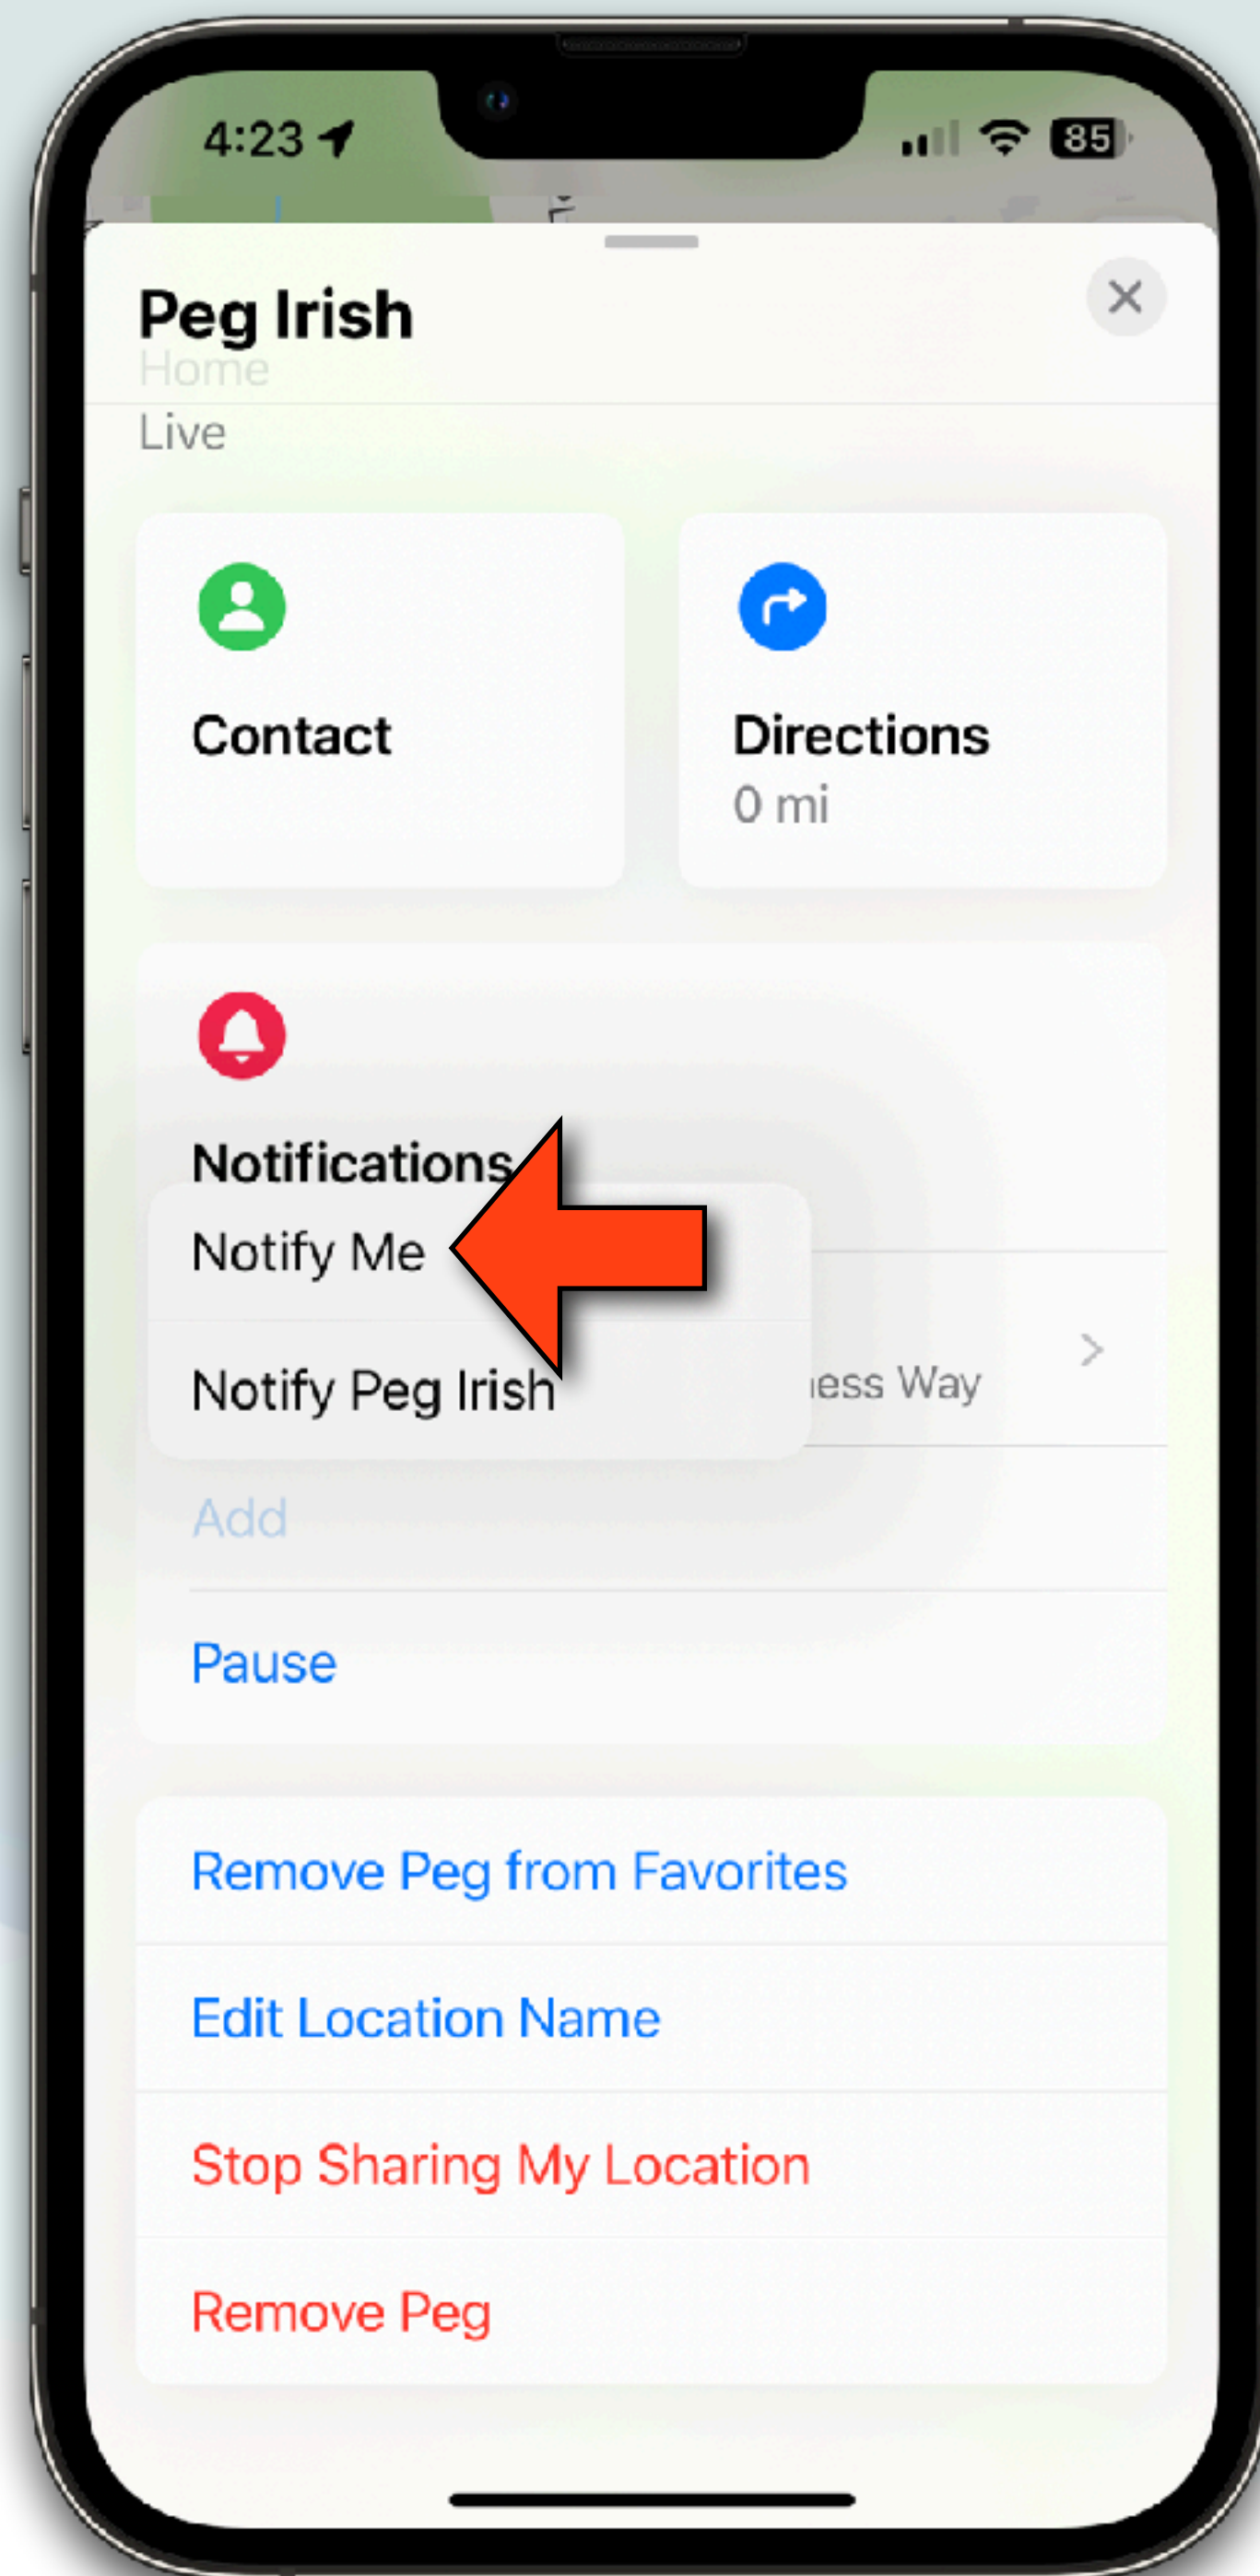 4:23
85
Peg Irish
Home
Live
Contact
Directions
0 mi
Notifications
Notify Me
Notify Peg Irish
Way
Add
Pause
Remove Peg from Favorites
Edit Location Name
Stop Sharing My Location
Remove Peg